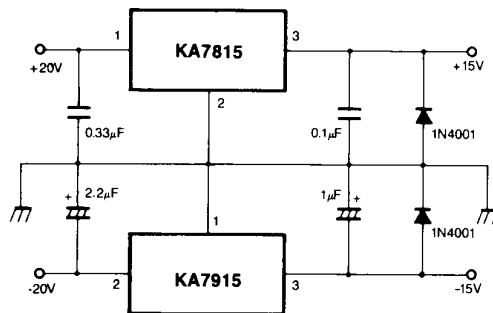 1
KA7815
3
+20V
+15V
2
0.33μF
0.1μF
1N4001
+
2.2μF
1μF
+
1
1N4001
-20V
2
KA7915
3
-15V